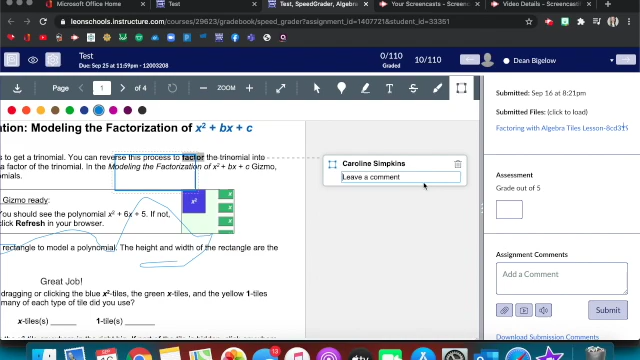 Microsoft Office Home
Test
Test, SpeedGrader, Algebra
Your Screencasts - Screencast
Video Details - Screencast
leonschools.instructure.com/courses/29623/gradebook/speed_grader?assignment_id=1407721&student_id=33351
Test
Due: Sep 25 at 11:59pm - 12003dms
0/110
Graded
10/110
Dean Bigelow
Page
1
of 4
ZOOM
ation: Modeling the Factorization of x² + bx + c
s to get a trinomial. You can reverse this process to factor the trinomial into
a factor of the trinomial. In the Modeling the Factorization of x² + bx + c Gizmo,
omials.
Gizmo ready:
You should see the polynomial x² + 6x + 5. If not,
click Refresh in your browser.
x²
x
x
x
rectangle to model a polynomial. The height and width of the rectangle are the
Great Job!
dragging or clicking the blue x²-tiles, the green x-tiles, and the yellow 1-tiles
many of each type of tile did you use?
x-tiles(s) _____ 1-tile(s) _____
Caroline Simpkins
Leave a comment
Submitted: Sep 16 at 8:21pm
Submitted Files: (click to load)
Factoring with Algebra Tiles Lesson-8cd3
Assessment
Grade out of 5
Assignment Comments
Add a Comment
Submit
Download Submission Comments